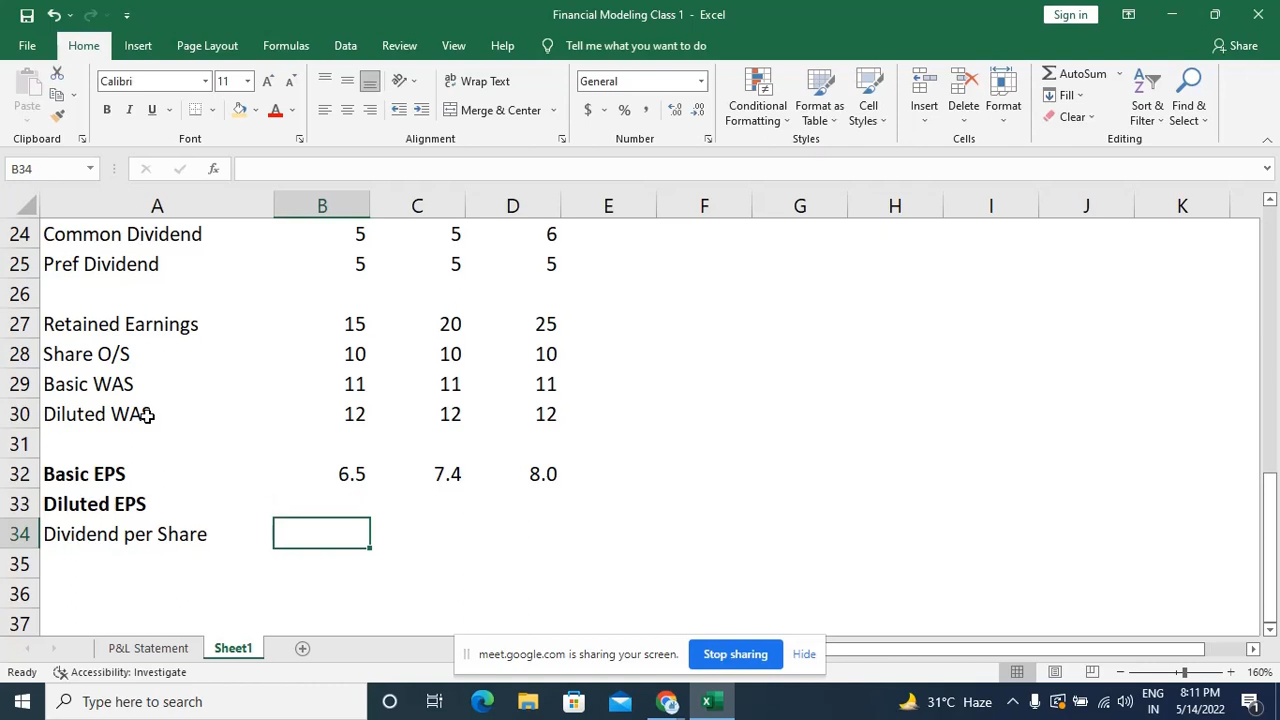 Financial Modeling Class 1 - Excel
Sign in
File Home Insert Page Layout Formulas Data Review View Help Tell me what you want to do Share
Paste
Calibri 11
B I U
Wrap Text
Merge & Center
General
$ % ,
Conditional Formatting
Format as Table
Cell Styles
Insert Delete Format
AutoSum
Fill
Clear
Sort & Filter
Find & Select
Clipboard Font Alignment Number Styles Cells Editing
B34 fx
A B C D E F G H I J K
24 Common Dividend 5 5 6
25 Pref Dividend 5 5 5
26
27 Retained Earnings 15 20 25
28 Share O/S 10 10 10
29 Basic WAS 11 11 11
30 Diluted WAS 12 12 12
31
32 Basic EPS 6.5 7.4 8.0
33 Diluted EPS
34 Dividend per Share
35
36
37
P&L Statement Sheet1
meet.google.com is sharing your screen. Stop sharing Hide
Ready Accessibility: Investigate 160%
Type here to search
31°C Haze
ENG
IN
8:11 PM
5/14/2022
1